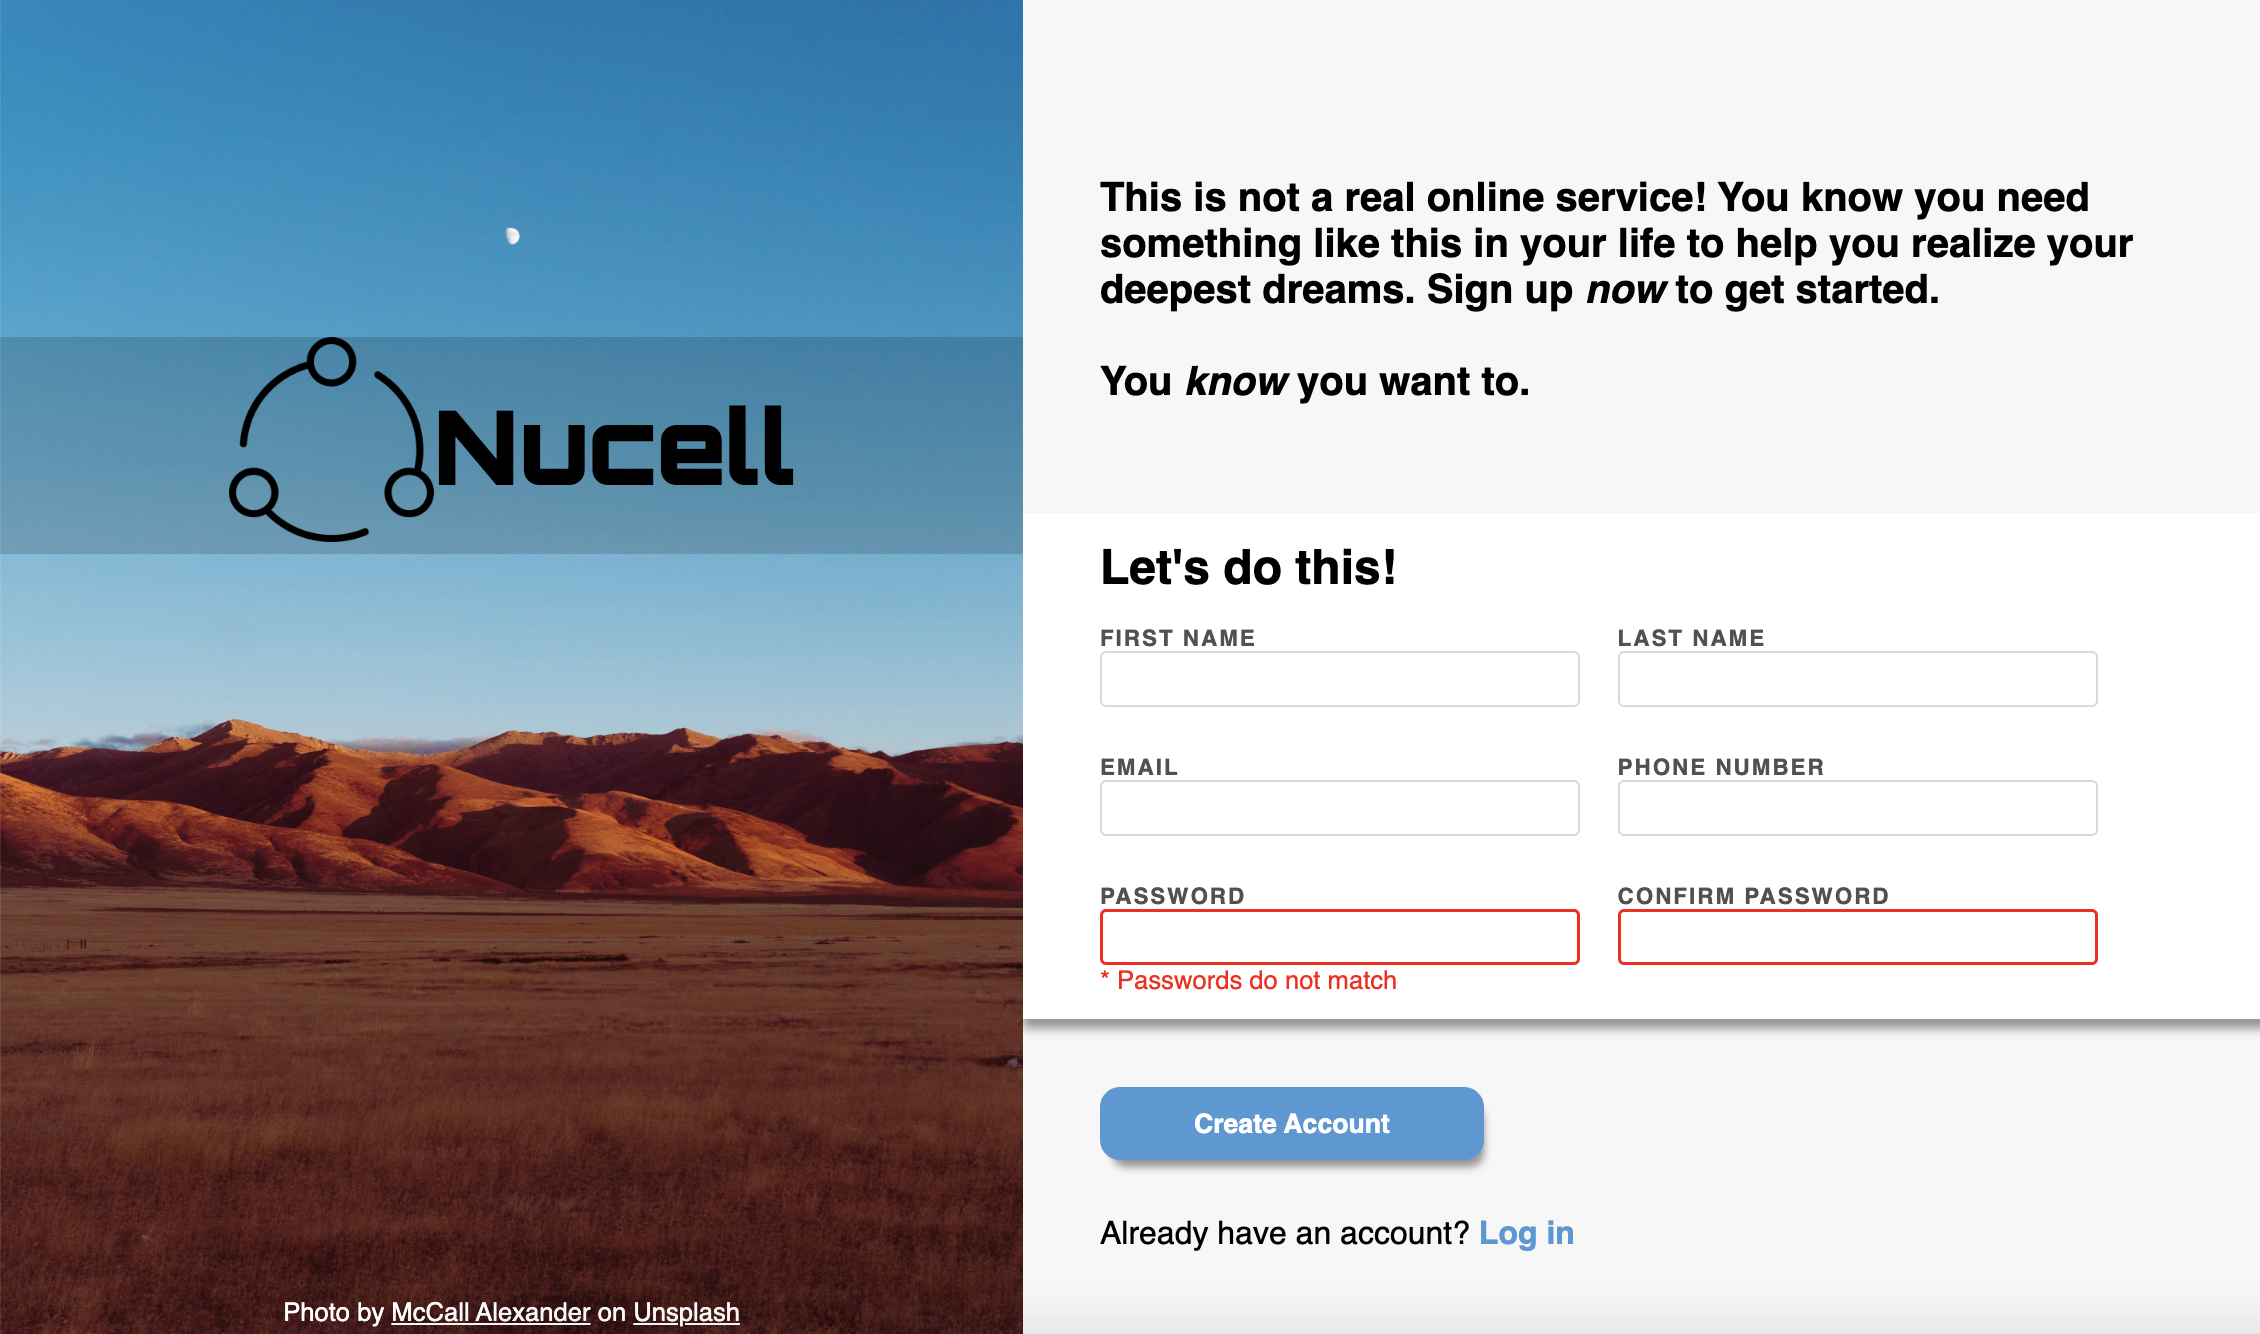 Nucell
Photo by McCall Alexander on Unsplash
This is not a real online service! You know you need
something like this in your life to help you realize your
deepest dreams. Sign up now to get started.
You know you want to.
Let's do this!
FIRST NAME
LAST NAME
EMAIL
PHONE NUMBER
PASSWORD
CONFIRM PASSWORD
* Passwords do not match
Create Account
Already have an account? Log in